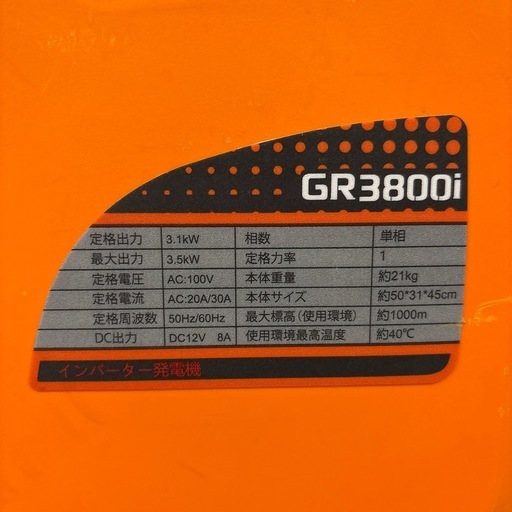 GR3800i
定格出力 3.1kW 相数 単相
最大出力 3.5kW 定格力率 1
定格電圧 AC:100V 本体重量 約21kg
定格電流 AC:20A/30A 本体サイズ 約50*31*45cm
定格周波数 50Hz/60Hz 最大標高(使用環境) 約1000m
DC出力 DC12V 8A 使用環境最高温度 約40℃
インバーター発電機